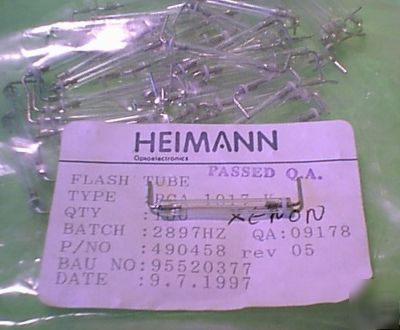 HEIMANN
Optoelectronics
PASSED Q.A.
FLASH TUBE
TYPE 1017
QTY :
XENON
BATCH : 2897HZ QA:09178
P/NO :490458 rev 05
BAU NO:95520377
DATE : 9.7.1997